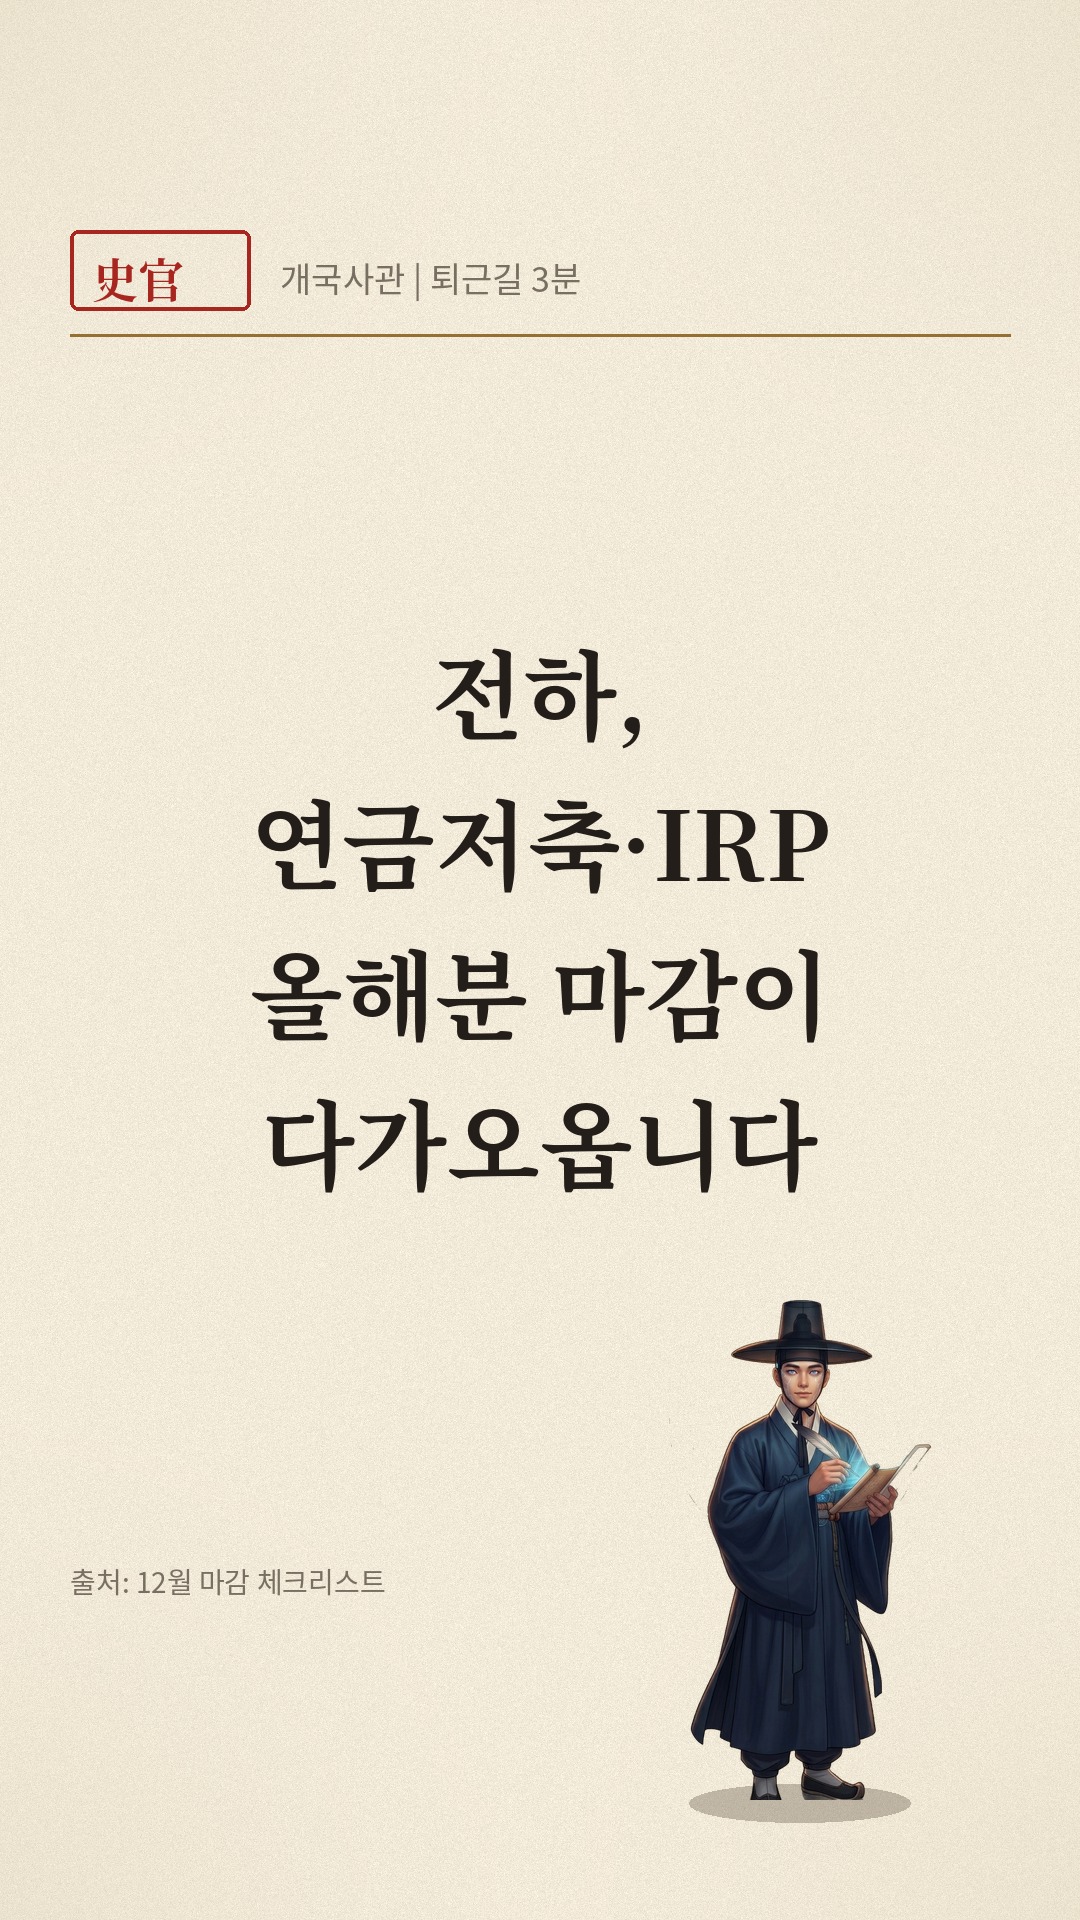 史官
개국사관 | 퇴근길 3분
전하,
연금저축·IRP
올해분 마감이
다가오옵니다
출처: 12월 마감 체크리스트